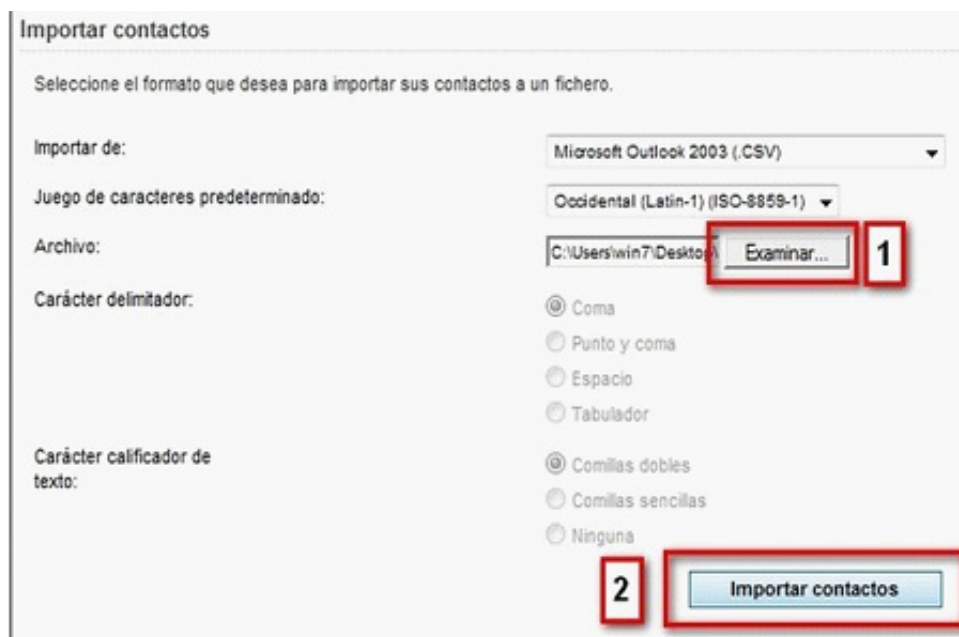 Importar contactos
Seleccione el formato que desea para importar sus contactos a un fichero.
Importar de:
Microsoft Outlook 2003 (.CSV)
Juego de caracteres predeterminado:
Occidental (Latin-1) (ISO-8859-1)
Archivo:
C:\Users\win7\Desktop\
Examinar...
1
Carácter delimitador:
Coma
Punto y coma
Espacio
Tabulador
Carácter calificador de
texto:
Comillas dobles
Comillas sencillas
Ninguna
2
Importar contactos